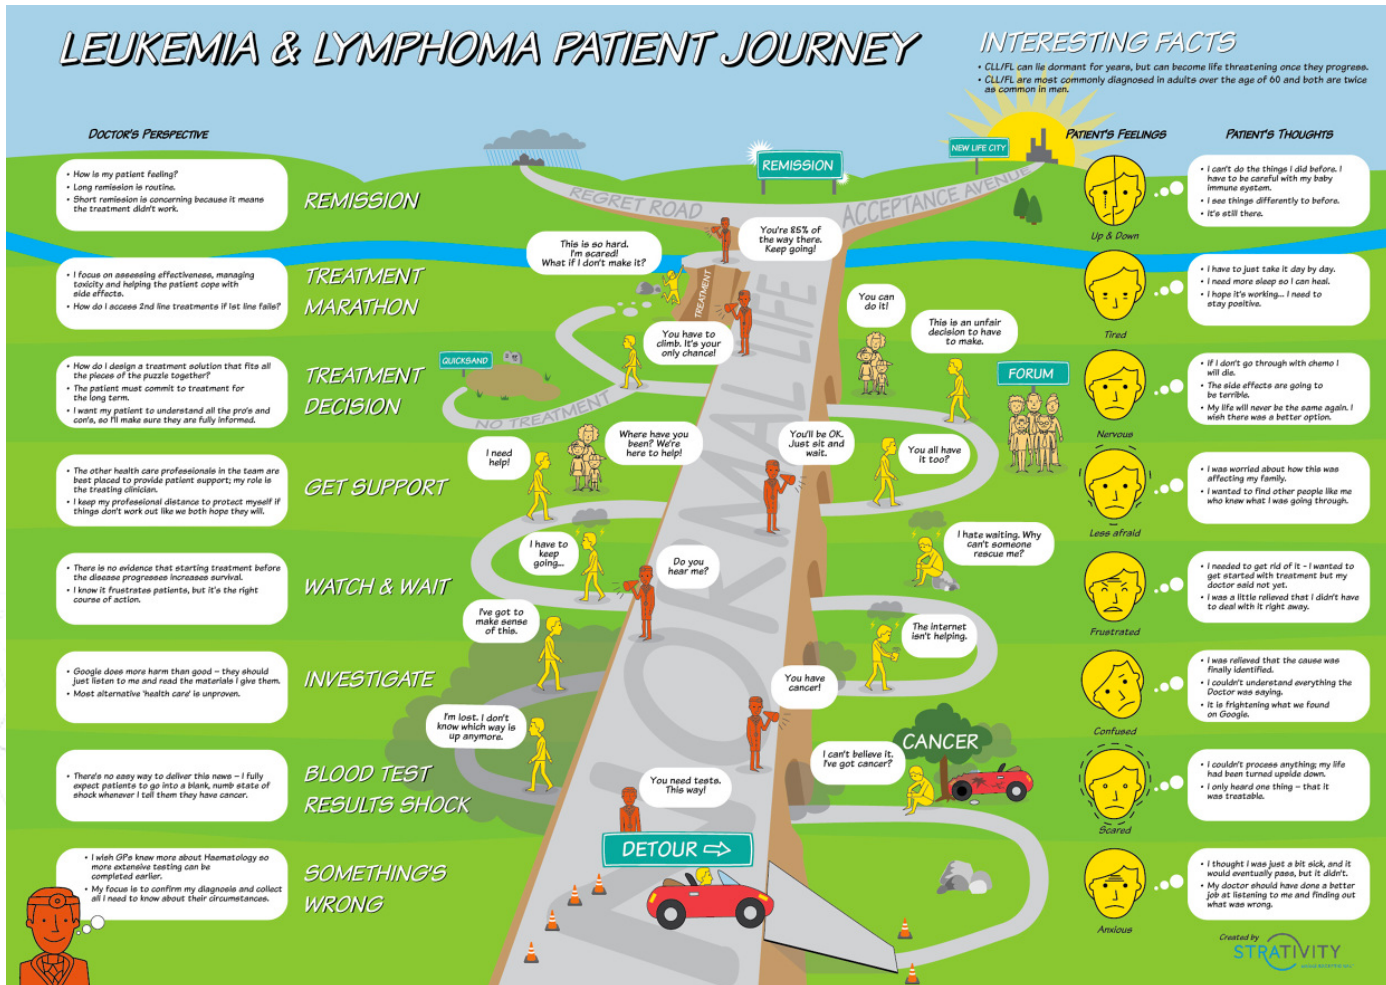 LEUKEMIA & LYMPHOMA PATIENT JOURNEY
INTERESTING FACTS
• CLL/FL can lie dormant for years, but can become life threatening once they progress.
• CLL/FL are most commonly diagnosed in adults over the age of 60 and both are twice
as common in men.
DOCTOR'S PERSPECTIVE
PATIENT'S FEELINGS
PATIENT'S THOUGHTS
• How is my patient feeling?
• Long remission is routine.
• Short remission is concerning because it means
the treatment didn't work.
REMISSION
REGRET ROAD
REMISSION
ACCEPTANCE AVENUE
NEW LIFE CITY
Up & Down
• I can't do the things I did before. I
have to be careful with my baby
immune system.
• I see things differently to before.
• It's still there.
• I focus on assessing effectiveness, managing
toxicity and helping the patient cope with
side effects.
• How do I access 2nd line treatments if 1st line fails?
TREATMENT
MARATHON
This is so hard.
I'm scared!
What if I don't make it?
You're 85% of
the way there.
Keep going!
TREATMENT
You have to
climb. It's your
only chance!
You can
do it!
Tired
• I have to just take it day by day.
• I need more sleep so I can heal.
• I hope it's working... I need to
stay positive.
• How do I design a treatment solution that fits all
the pieces of the puzzle together?
• The patient must commit to treatment for
the long term.
• I want my patient to understand all the pro's and
con's, so I'll make sure they are fully informed.
TREATMENT
DECISION
QUICKSAND
NO TREATMENT
This is an unfair
decision to have
to make.
FORUM
Nervous
• If I don't go through with chemo I
will die.
• The side effects are going to
be terrible.
• My life will never be the same again. I
wish there was a better option.
• The other health care professionals in the team are
best placed to provide patient support; my role is
the treating clinician.
• I keep my professional distance to protect myself if
things don't work out like we both hope they will.
GET SUPPORT
I need
help!
Where have you
been? We're
here to help!
You'll be OK.
Just sit and
wait.
You all have
it too?
Less afraid
• I was worried about how this was
affecting my family.
• I wanted to find other people like me
who knew what I was going through.
• There is no evidence that starting treatment before
the disease progresses increases survival.
• I know it frustrates patients, but it's the right
course of action.
WATCH & WAIT
I have to
keep
going...
Do you
hear me?
I hate waiting. Why
can't someone
rescue me?
Frustrated
• I needed to get rid of it - I wanted to
get started with treatment but my
doctor said not yet.
• I was a little relieved that I didn't have
to deal with it right away.
• Google does more harm than good – they should
just listen to me and read the materials I give them.
• Most alternative 'health care' is unproven.
INVESTIGATE
I've got to
make sense
of this.
The internet
isn't helping.
You have
cancer!
Confused
• I was relieved that the cause was
finally identified.
• I couldn't understand everything the
Doctor was saying.
• It is frightening what we found
on Google.
• There's no easy way to deliver this news – I fully
expect patients to go into a blank, numb state of
shock whenever I tell them they have cancer.
BLOOD TEST
RESULTS SHOCK
I'm lost. I don't
know which way is
up anymore.
I can't believe it.
I've got cancer?
CANCER
You need tests.
This way!
Scared
• I couldn't process anything; my life
had been turned upside down.
• I only heard one thing – that it
was treatable.
• I wish GPs knew more about Haematology so
more extensive testing can be
completed earlier.
• My focus is to confirm my diagnosis and collect
all I need to know about their circumstances.
SOMETHING'S
WRONG
DETOUR
NORMAL LIFE
Anxious
• I thought I was just a bit sick, and it
would eventually pass, but it didn't.
• My doctor should have done a better
job at listening to me and finding out
what was wrong.
Created by
STRATIVITY